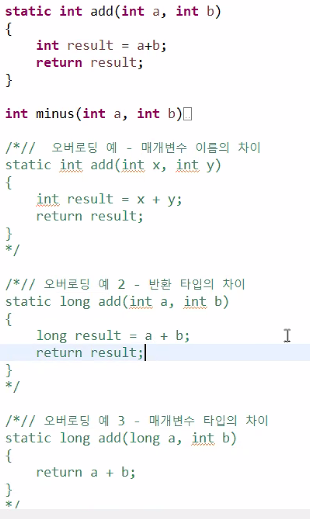 static int add(int a, int b)
{
    int result = a+b;
    return result;
}
int minus(int a, int b)
/*//  오버로딩 예 - 매개변수 이름의 차이
static int add(int x, int y)
{
    int result = x + y;
    return result;
}
*/
/*// 오버로딩 예 2 - 반환 타입의 차이
static long add(int a, int b)
{
    long result = a + b;
    return result;
}
*/
/*// 오버로딩 예 3 - 매개변수 타입의 차이
static long add(long a, int b)
{
    return a + b;
}
*/